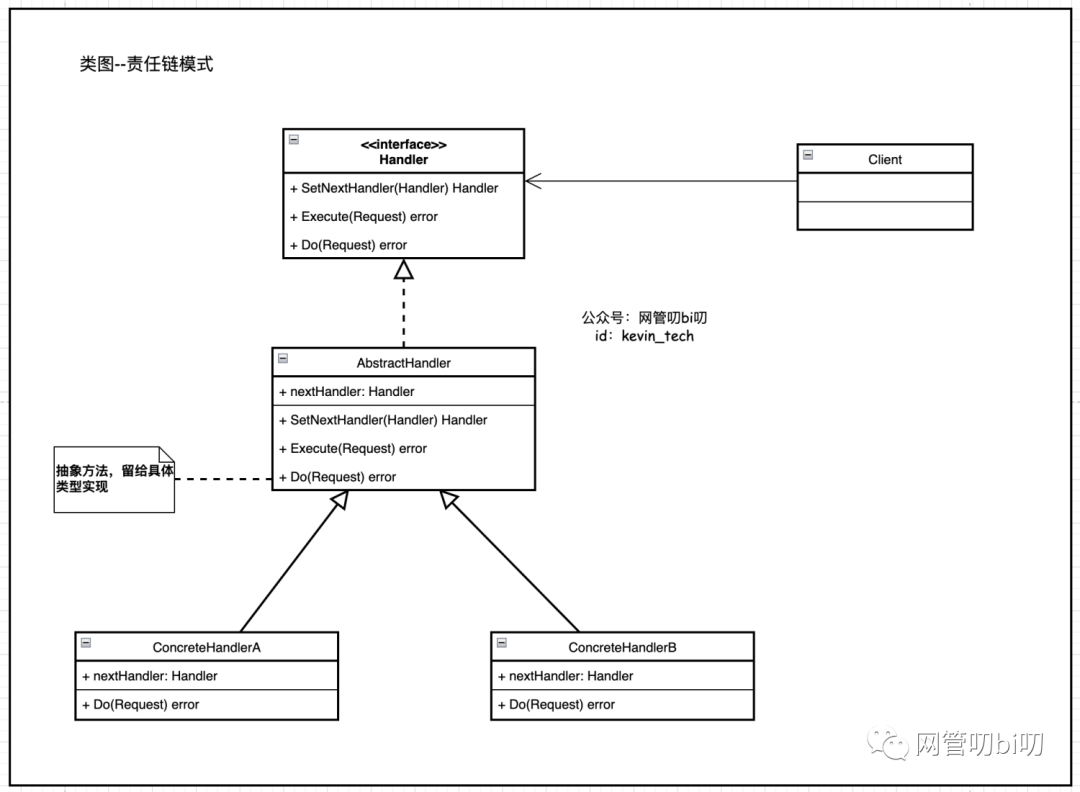 类图--责任链模式
<<interface>>
Handler
+ SetNextHandler(Handler) Handler
+ Execute(Request) error
+ Do(Request) error
Client
公众号：网管叨bi叨
id：kevin_tech
AbstractHandler
+ nextHandler: Handler
+ SetNextHandler(Handler) Handler
+ Execute(Request) error
+ Do(Request) error
抽象方法，留给具体
类型实现
ConcreteHandlerA
+ nextHandler: Handler
+ Do(Request) error
ConcreteHandlerB
+ nextHandler: Handler
+ Do(Request) error
网管叨bi叨